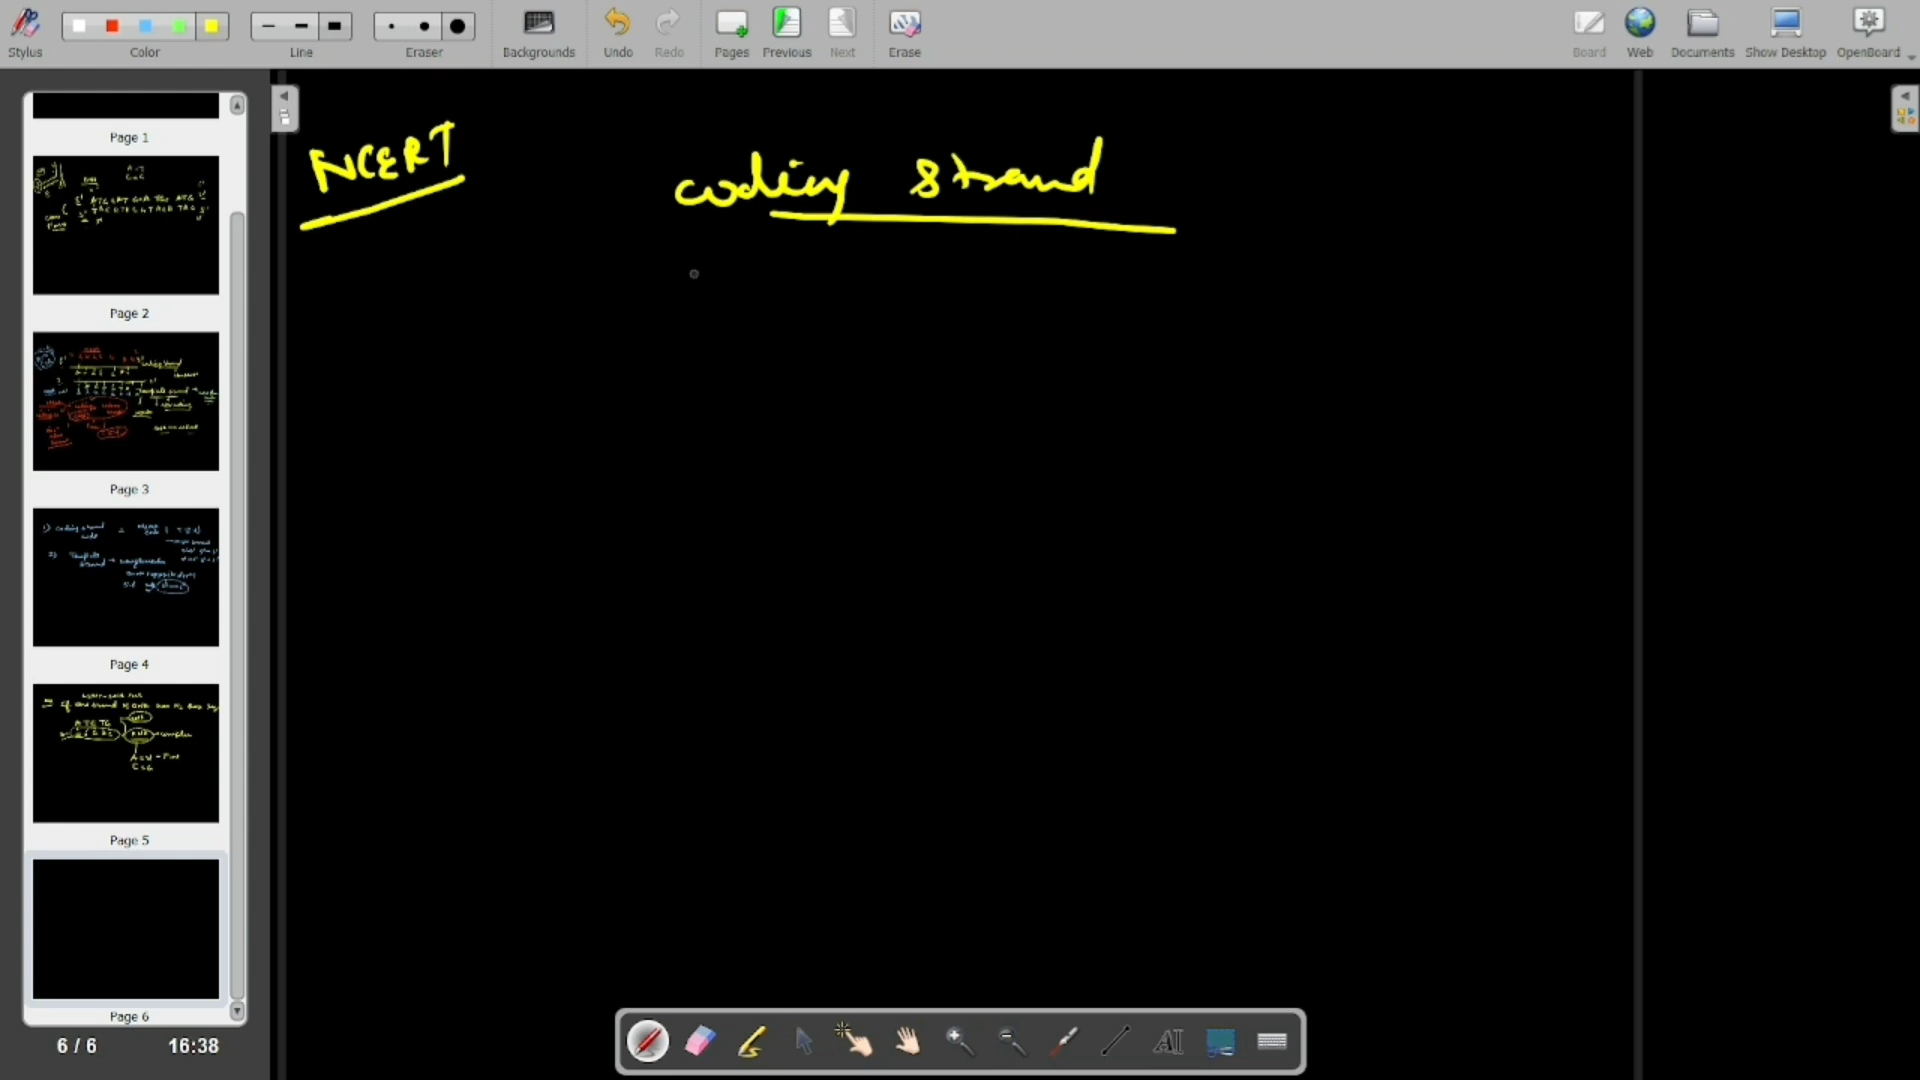 Stylus
Color
Line
Eraser
Backgrounds
Undo
Redo
Pages
Previous
Next
Erase
Board
Web
Documents
Show Desktop
OpenBoard
NCERT
coding strand
Page 1
Page 2
Page 3
Page 4
Page 5
Page 6
6 / 6
16:38